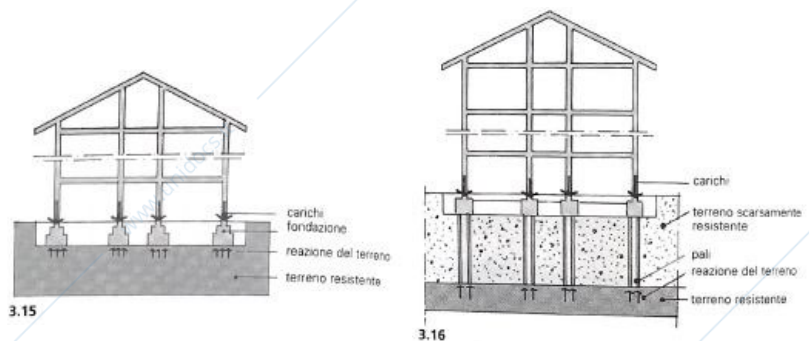 carichi
fondazione
reazione del terreno
terreno resistente
3.15
carichi
terreno scarsamente
resistente
pali
reazione del terreno
terreno resistente
3.16